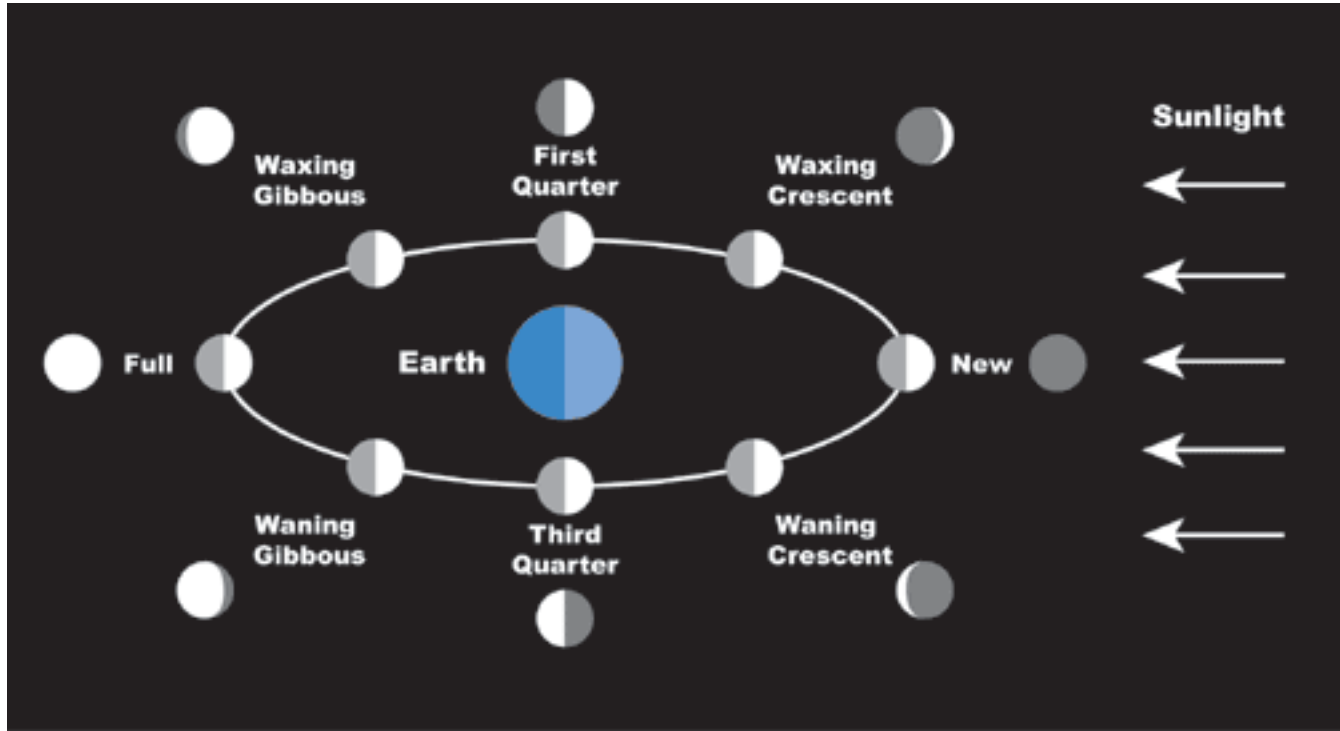 Sunlight
Waxing
Gibbous
First
Quarter
Waxing
Crescent
Full
Earth
New
Waning
Gibbous
Third
Quarter
Waning
Crescent